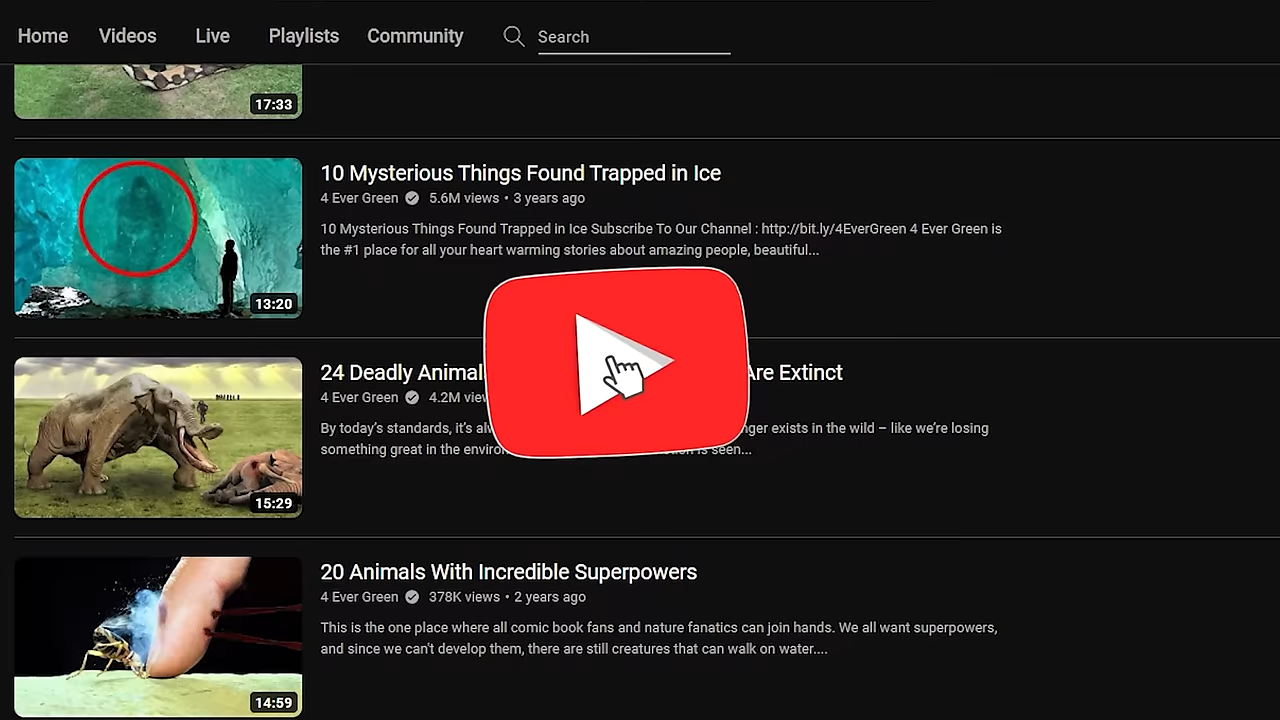 Home Videos Live Playlists Community Search
17:33
10 Mysterious Things Found Trapped in Ice
4 Ever Green 5.6M views • 3 years ago
10 Mysterious Things Found Trapped in Ice Subscribe To Our Channel : http://bit.ly/4EverGreen 4 Ever Green is
the #1 place for all your heart warming stories about amazing people, beautiful...
13:20
24 Deadly Are Extinct
4 Ever Green 4.2M
By today's standards, it's exists in the wild – like we're losing
something great in the is seen...
15:29
20 Animals With Incredible Superpowers
4 Ever Green 378K views • 2 years ago
This is the one place where all comic book fans and nature fanatics can join hands. We all want superpowers,
and since we can't develop them, there are still creatures that can walk on water....
14:59